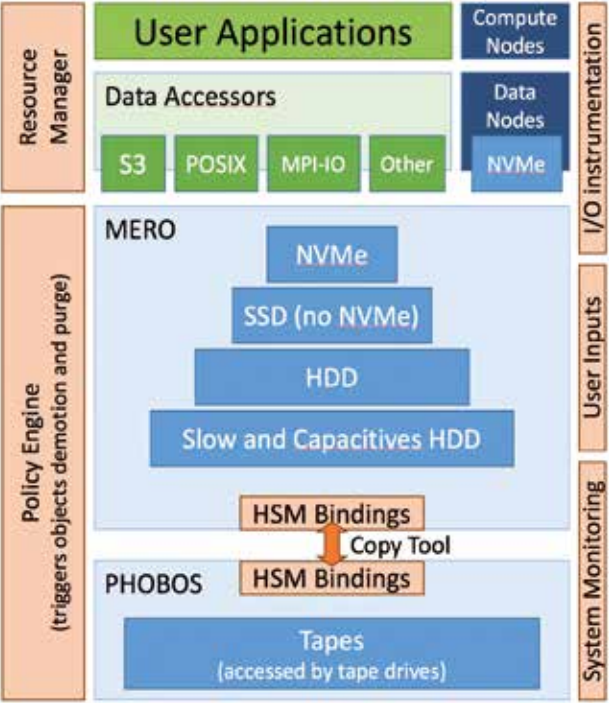 Resource
Manager
User Applications
Compute
Nodes
Data Accessors
S3
POSIX
MPI-IO
Other
Data
Nodes
NVMe
I/O instrumentation
Policy Engine
(triggers objects demotion and purge)
MERO
NVMe
SSD (no NVMe)
HDD
Slow and Capacitives HDD
HSM Bindings
Copy Tool
User Inputs
PHOBOS
HSM Bindings
Tapes
(accessed by tape drives)
System Monitoring